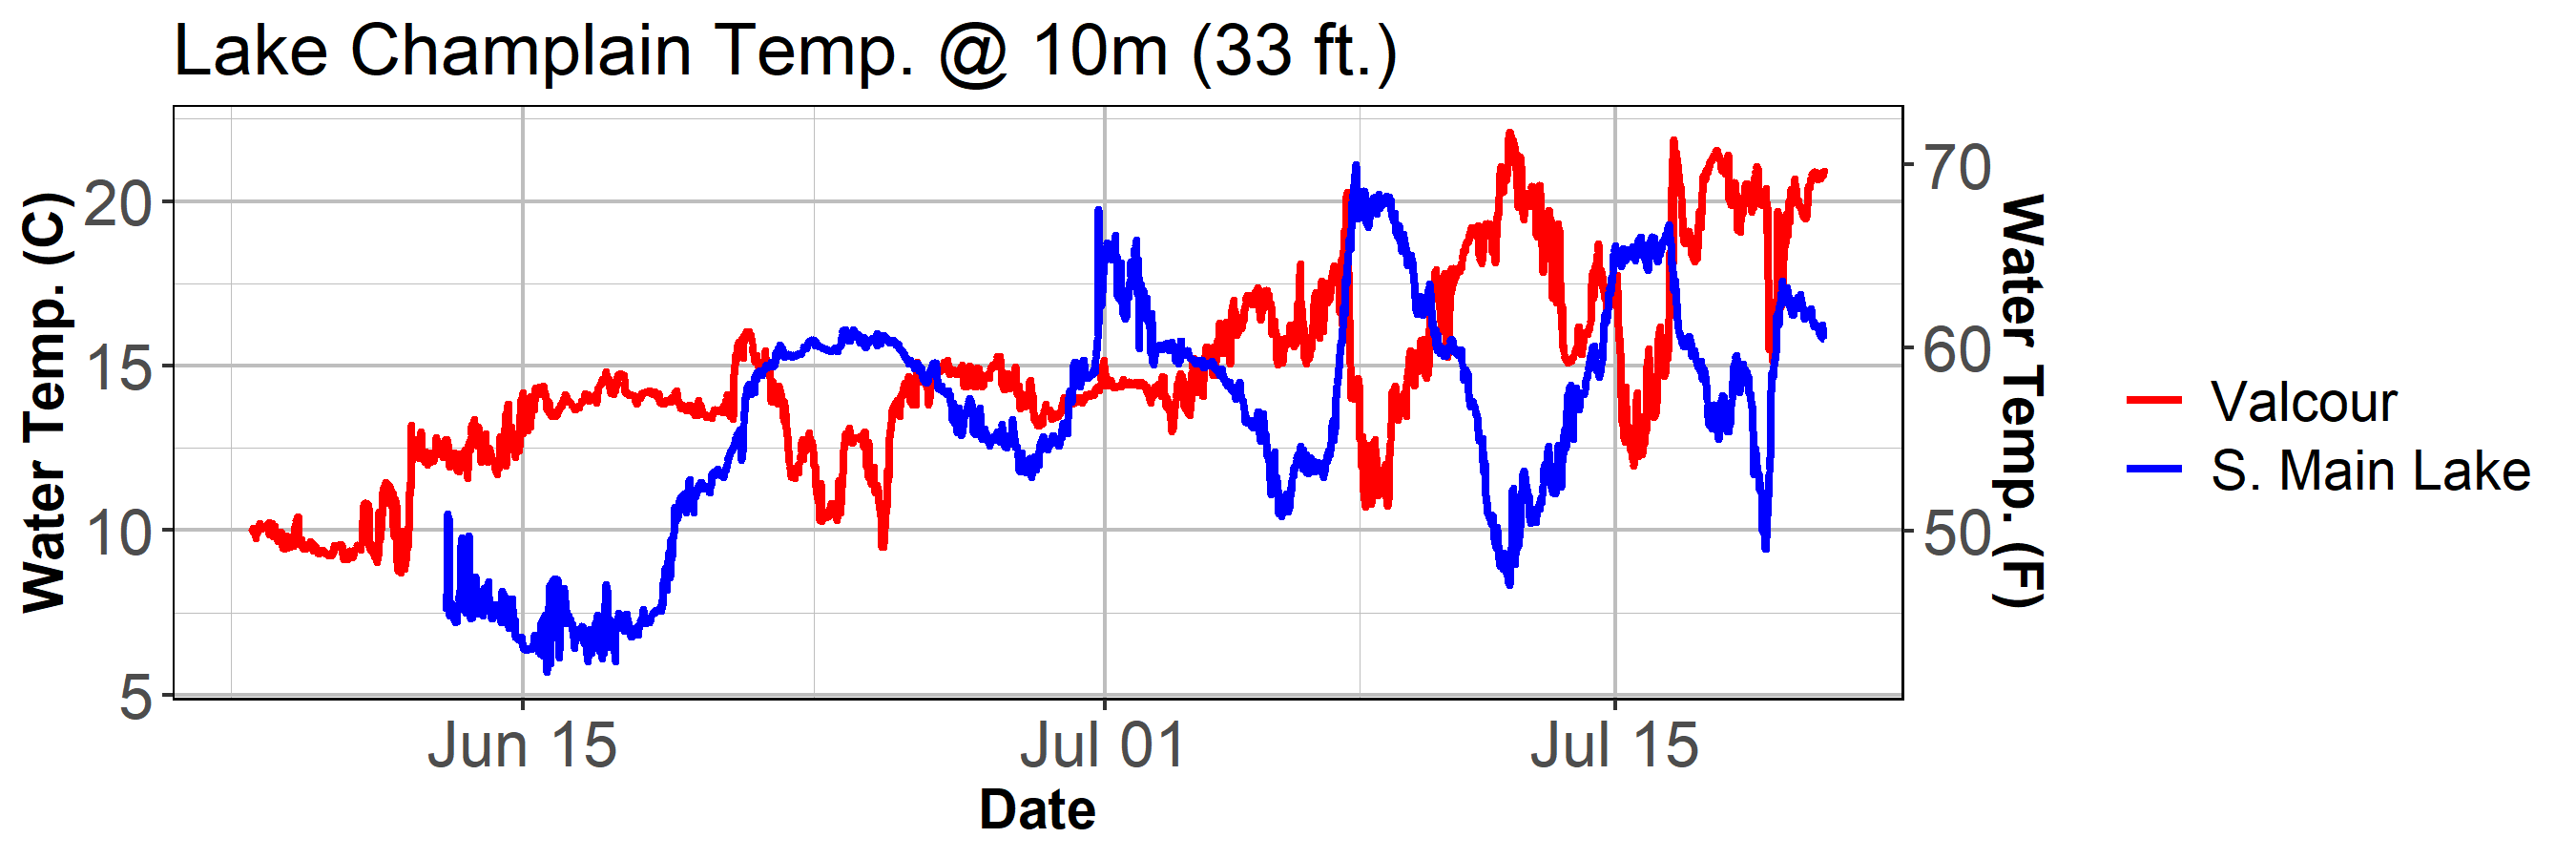 Lake Champlain Temp. @ 10m (33 ft.)
Water Temp. (C)
20
15
10
5
70
60
50
Water Temp. (F)
Jun 15
Jul 01
Jul 15
Date
Valcour
S. Main Lake